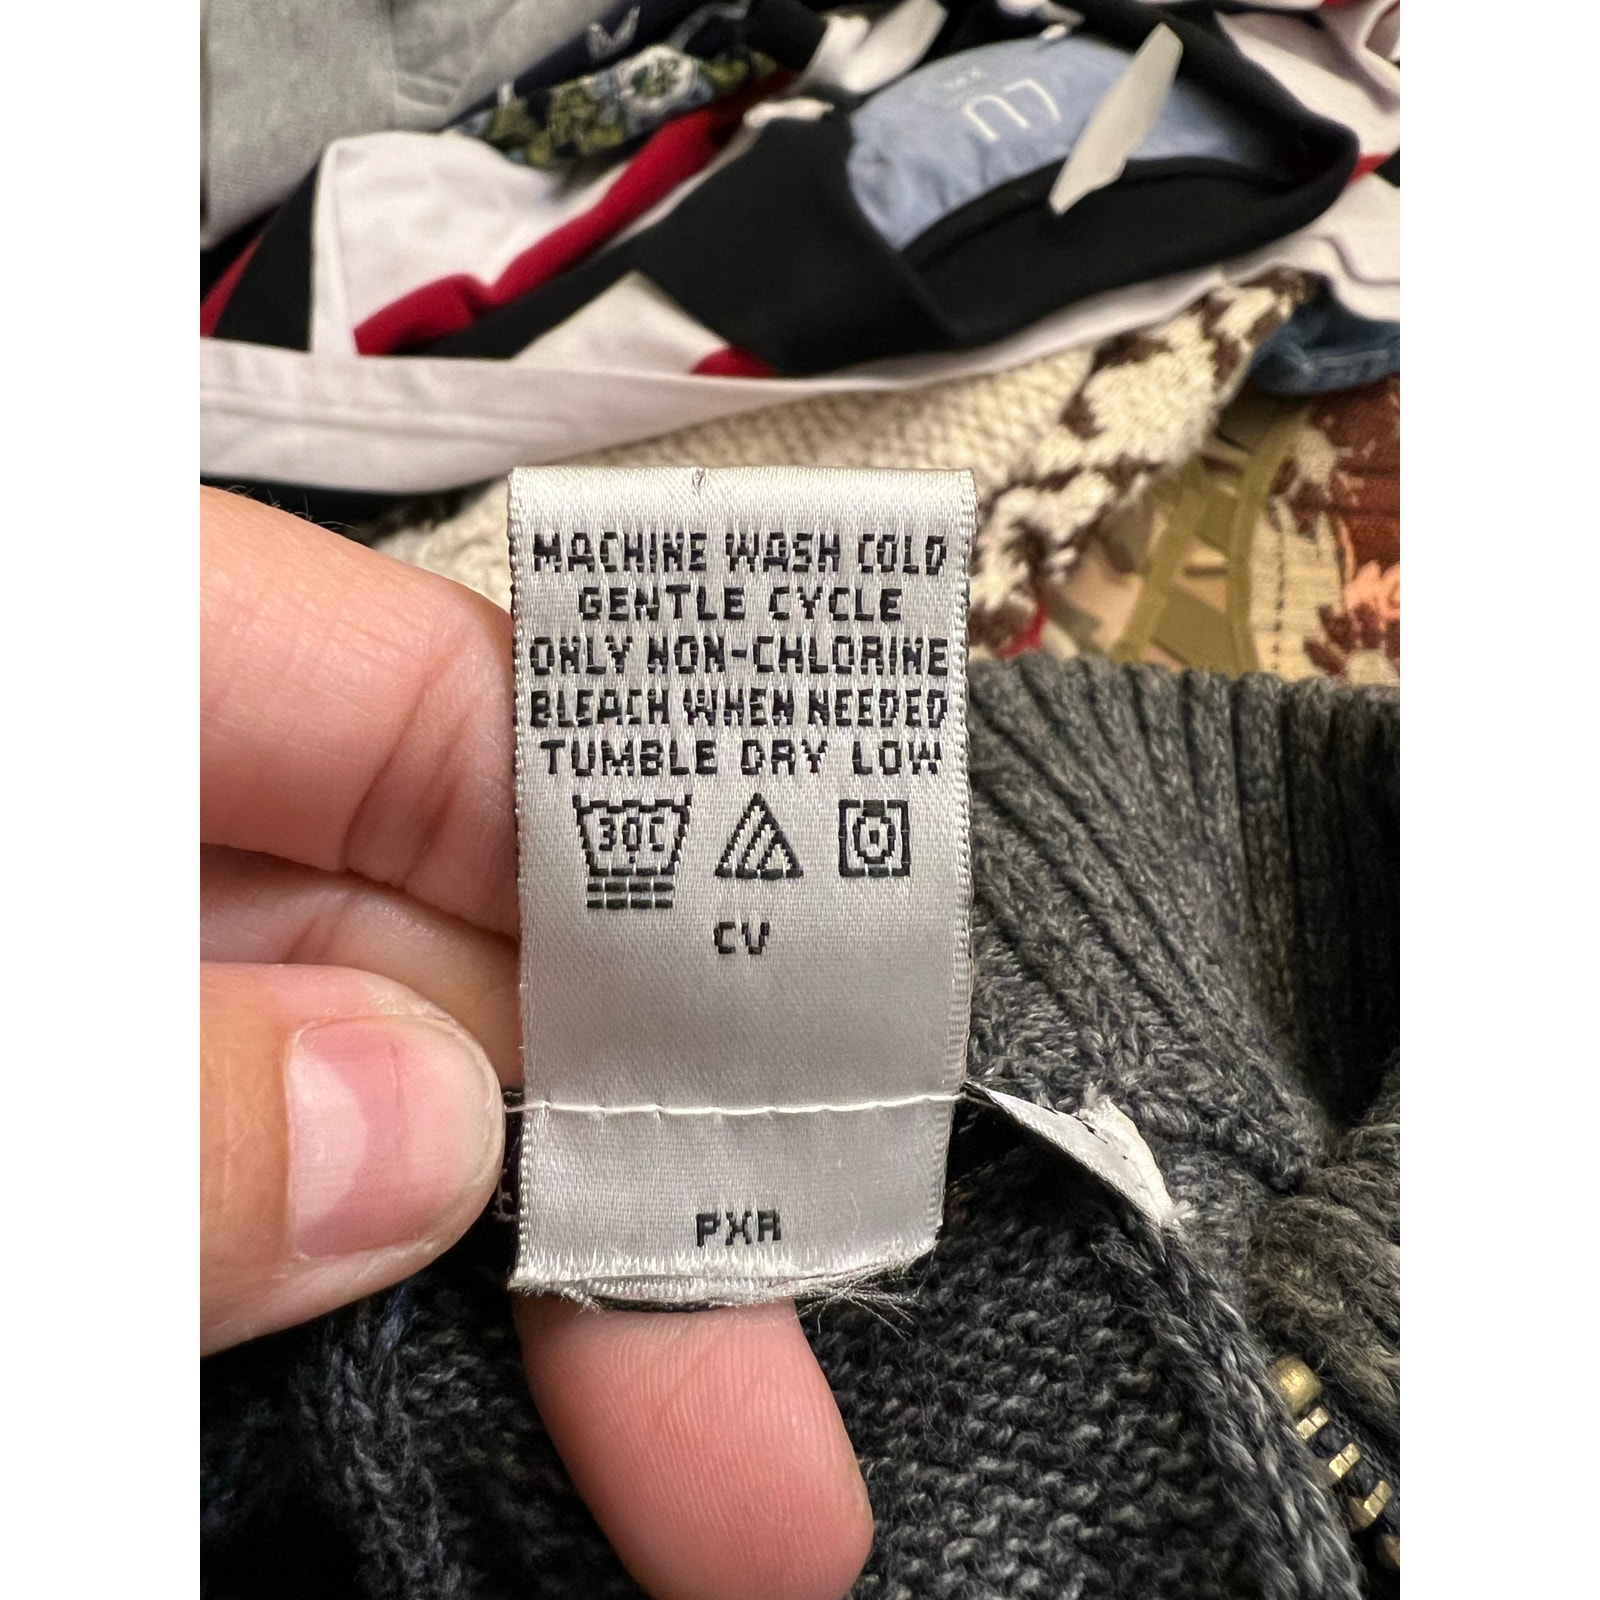 MACHINE WASH COLD
GENTLE CYCLE
ONLY NON-CHLORINE
BLEACH WHEN NEEDED
TUMBLE DRY LOW
30C
CV
PXR